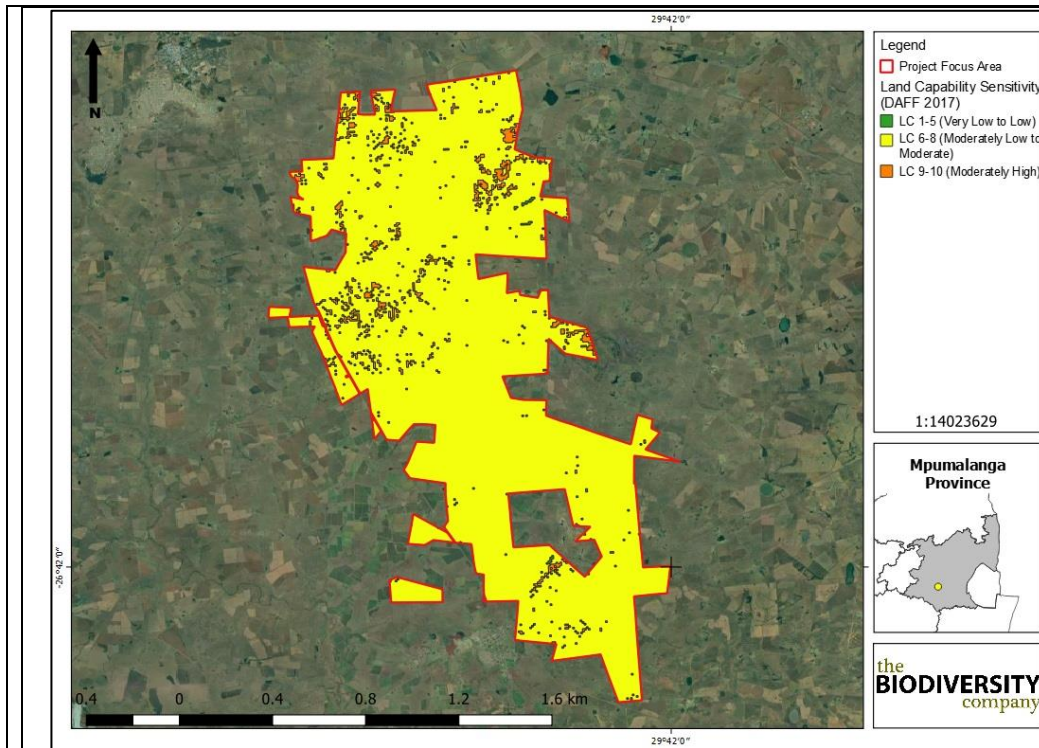 29°42'0"
N
Legend
Project Focus Area
Land Capability Sensitivity
(DAFF 2017)
LC 1-5 (Very Low to Low)
LC 6-8 (Moderately Low to
Moderate)
LC 9-10 (Moderately High)
1:14023629
Mpumalanga
Province
-26°42'0"
0.4 0 0.4 0.8 1.2 1.6 km
the
BIODIVERSITY
company
29°42'0"